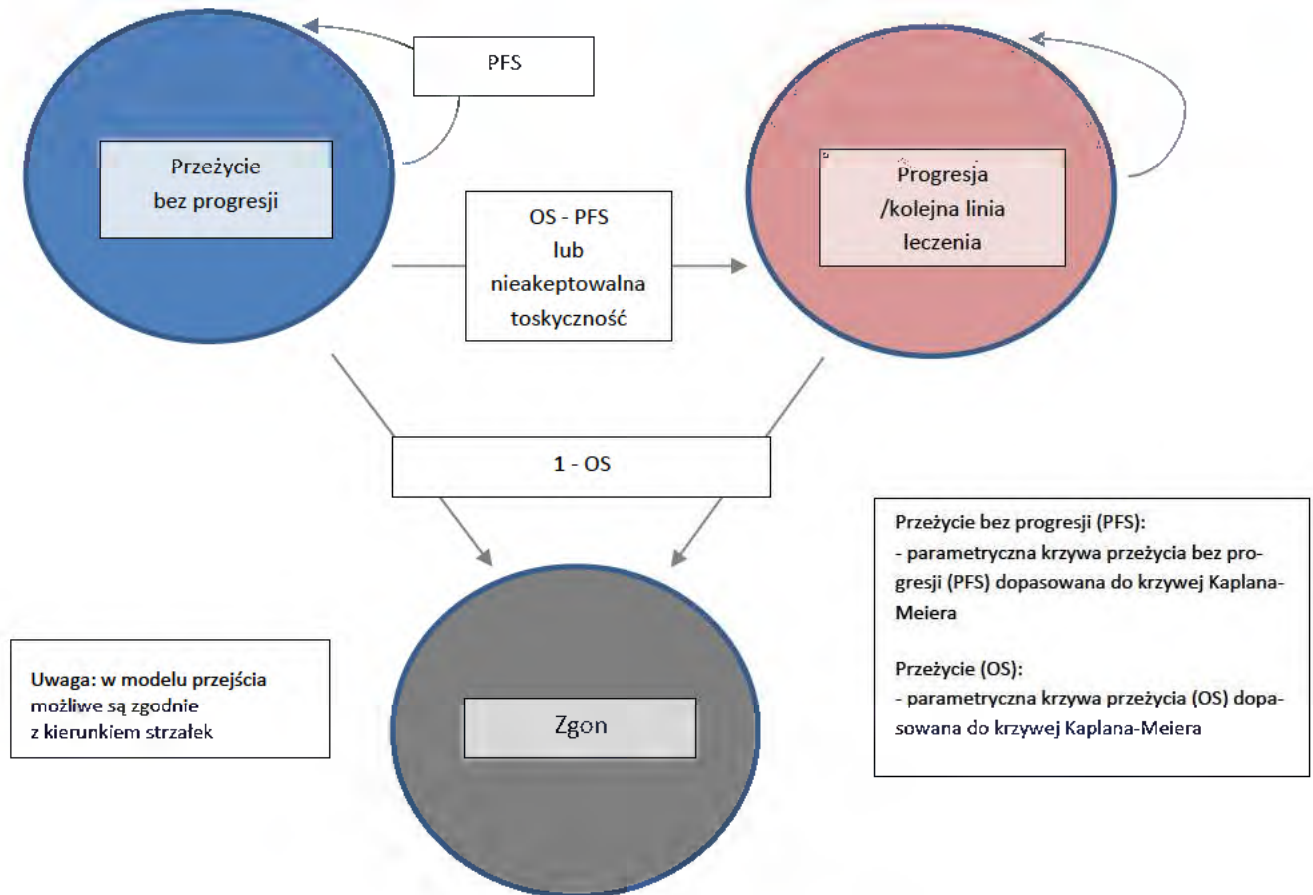 PFS
Przeżycie
bez progresji
Progresja
/kolejna linia
leczenia
OS - PFS
lub
nieakeptowalna
toskyczność
1 - OS
Przeżycie bez progresji (PFS):
- parametryczna krzywa przeżycia bez pro-
gresji (PFS) dopasowana do krzywej Kaplana-
Meiera
Przeżycie (OS):
- parametryczna krzywa przeżycia (OS) dopa-
sowana do krzywej Kaplana-Meiera
Uwaga: w modelu przejścia
możliwe są zgodnie
z kierunkiem strzałek
Zgon